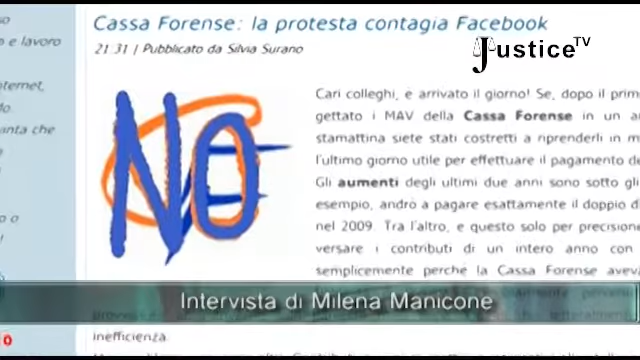 Cassa Forense: la protesta contagia Facebook
21:31 | Pubblicato da Silvia Surano
JusticeTV
o e lavoro
nternet,
do.
anta che
o o
!
NO
Cari colleghi, è arrivato il giorno! Se, dopo il prim
gettato i MAV della Cassa Forense in un a
stamattina siete stati costretti a riprenderli in m
l'ultimo giorno utile per effettuare il pagamento de
Gli aumenti degli ultimi due anni sono sotto gli
esempio, andrò a pagare esattamente il doppio di
nel 2009. Tra l'altro, e questo solo per precisione
versare i contributi di un intero anno con
semplicemente perchè la Cassa Forense avev
Intervista di Milena Manicone
inefficienza.